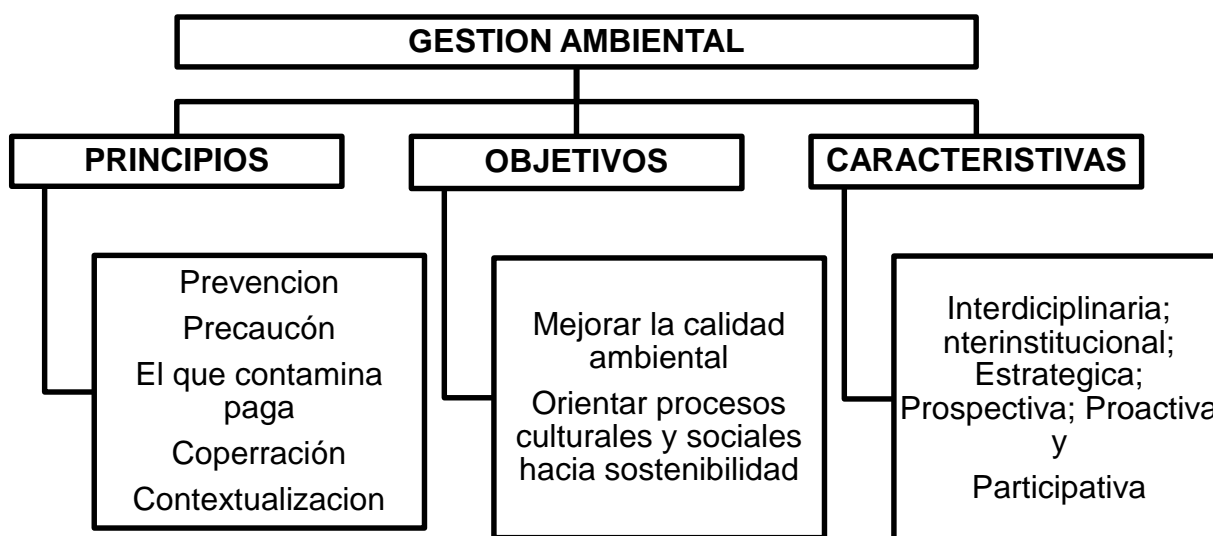 GESTION AMBIENTAL
PRINCIPIOS
Prevencion
Precaucón
El que contamina
paga
Coperración
Contextualizacion
OBJETIVOS
Mejorar la calidad
ambiental
Orientar procesos
culturales y sociales
hacia sostenibilidad
CARACTERISTIVAS
Interdiciplinaria;
nterinstitucional;
Estrategica;
Prospectiva; Proactiva
y
Participativa